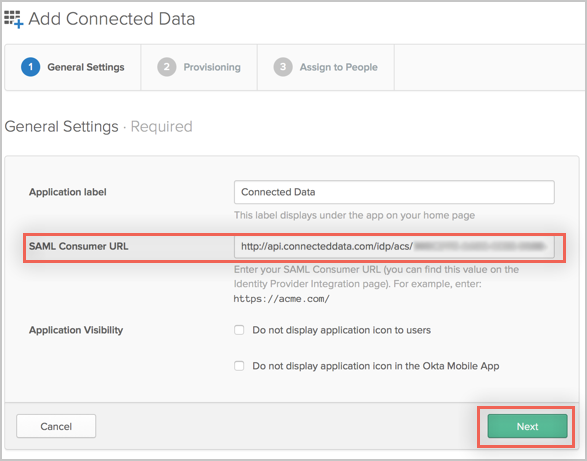 Add Connected Data
1 General Settings
2 Provisioning
3 Assign to People
General Settings · Required
Application label
Connected Data
This label displays under the app on your home page
SAML Consumer URL
http://api.connecteddata.com/idp/acs/
Enter your SAML Consumer URL (you can find this value on the
Identity Provider Integration page). For example, enter:
https://acme.com/
Application Visibility
Do not display application icon to users
Do not display application icon in the Okta Mobile App
Cancel
Next